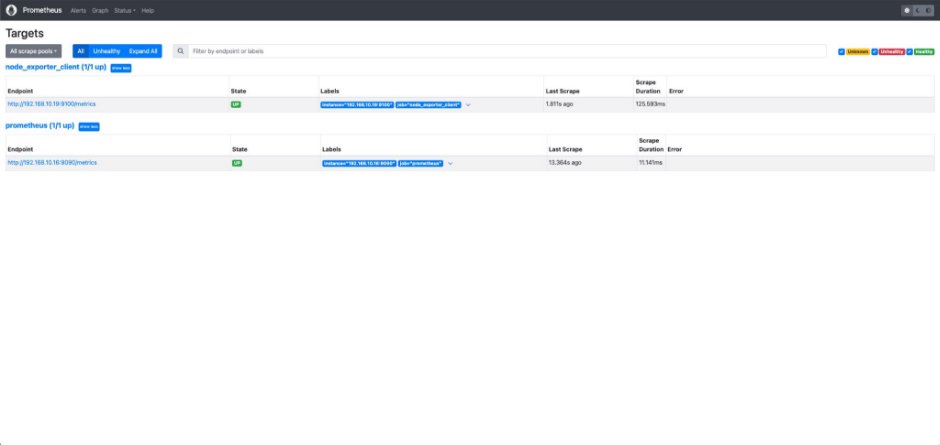 Prometheus Alerts Graph Status Help
Targets
All scrape pools All Unhealthy Expand All Filter by endpoint or labels Unknown Unhealthy Healthy
node_exporter_client (1/1 up) show less
Endpoint State Labels Last Scrape Scrape Duration Error
http://192.168.10.19:9100/metrics UP instance="192.168.10.19:9100" job="node_exporter_client" 1.811s ago 125.593ms
prometheus (1/1 up) show less
Endpoint State Labels Last Scrape Scrape Duration Error
http://192.168.10.16:9090/metrics UP instance="192.168.10.16:9090" job="prometheus" 13.364s ago 11.141ms